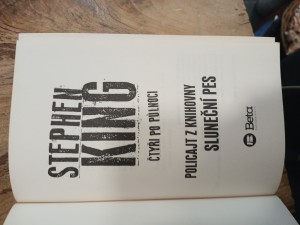 STEPHEN
KING
ČTYŘI PO PŮLNOCI
POLICAJT Z KNIHOVNY
SLUNEČNÍ PES
Beta